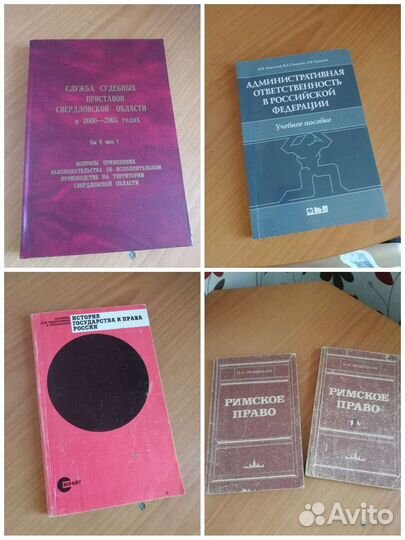 СЛУЖБА СУДЕБНЫХ
ПРИСТАВОВ
СВЕРДЛОВСКОЙ ОБЛАСТИ
в 2000—2005 годах
Том II часть 1
ВОПРОСЫ ПРИМЕНЕНИЯ
ЗАКОНОДАТЕЛЬСТВА ОБ ИСПОЛНИТЕЛЬНОМ
ПРОИЗВОДСТВЕ НА ТЕРРИТОРИИ
СВЕРДЛОВСКОЙ ОБЛАСТИ
АДМИНИСТРАТИВНАЯ
ОТВЕТСТВЕННОСТЬ
В РОССИЙСКОЙ
ФЕДЕРАЦИИ
Учебное пособие
ИСТОРИЯ
ГОСУДАРСТВА И ПРАВА
РОССИИ
ЮРАЙТ
РИМСКОЕ
ПРАВО
РИМСКОЕ
ПРАВО
Avito